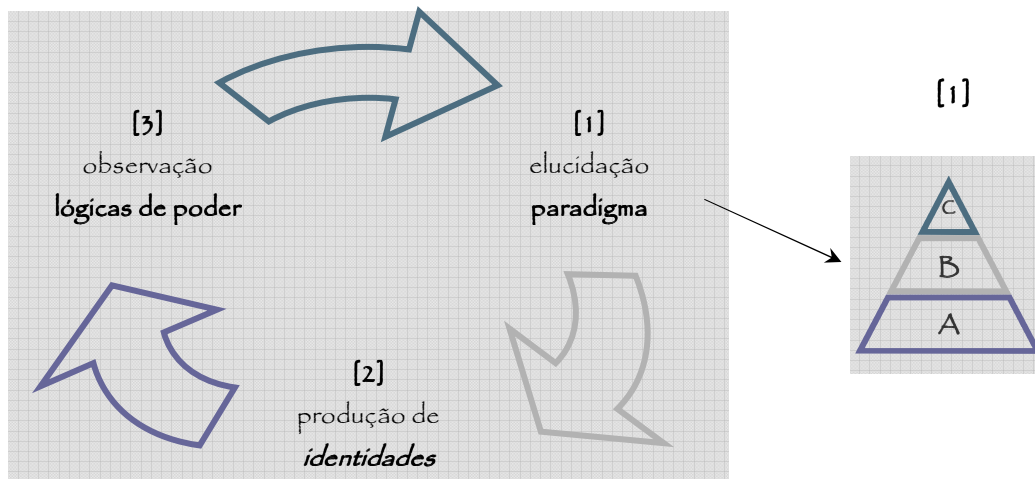 [3]
observação
lógicas de poder
[1]
elucidação
paradigma
[2]
produção de
identidades
[1]
C
B
A